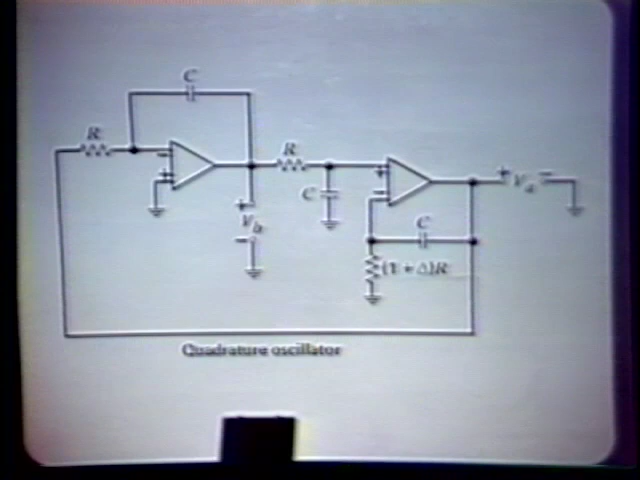 C
R
R
C
+ V_b −
+ V_a −
C
(1 + Δ)R
Quadrature oscillator